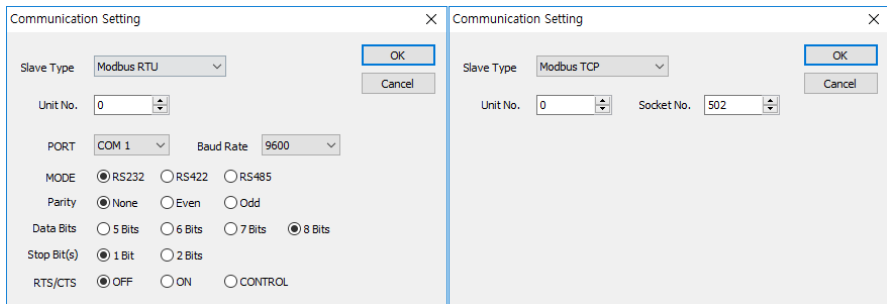 Communication Setting
OK
Slave Type Modbus RTU
Cancel
Unit No. 0
PORT COM 1 Baud Rate 9600
MODE RS232 RS422 RS485
Parity None Even Odd
Data Bits 5 Bits 6 Bits 7 Bits 8 Bits
Stop Bit(s) 1 Bit 2 Bits
RTS/CTS OFF ON CONTROL
Communication Setting
OK
Slave Type Modbus TCP
Cancel
Unit No. 0 Socket No. 502